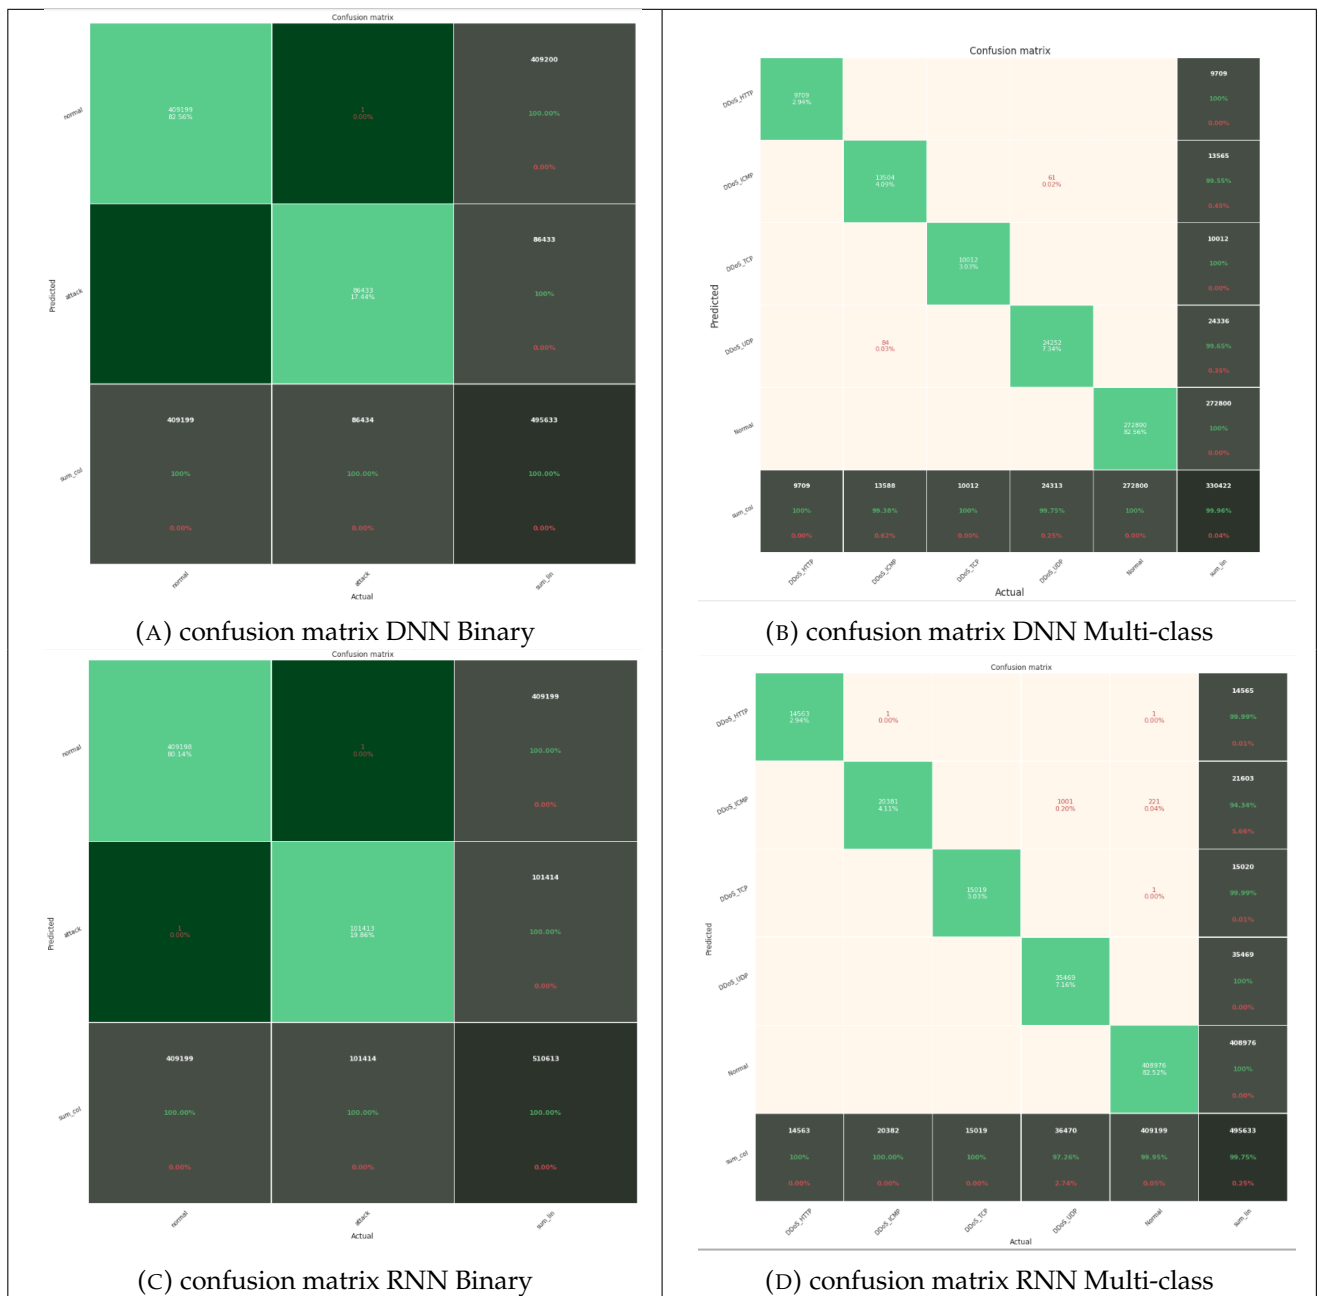 Confusion matrix
normal
409199
82.56%
1
0.00%
409200
100.00%
0.00%
attack
86433
17.44%
86433
100%
0.00%
Predicted
sum_col
409199
100%
0.00%
86434
100.00%
0.00%
495633
100.00%
0.00%
normal
attack
sum_lin
Actual
(A) confusion matrix DNN Binary
Confusion matrix
DDoS_HTTP
9709
2.94%
9709
100%
0.00%
DDoS_ICMP
13504
4.09%
61
0.02%
13565
99.55%
0.45%
DDoS_TCP
10012
3.03%
10012
100%
0.00%
Predicted
DDoS_UDP
84
0.03%
24252
7.34%
24336
99.65%
0.35%
Normal
272800
82.56%
272800
100%
0.00%
sum_col
9709
100%
0.00%
13588
99.38%
0.62%
10012
100%
0.00%
24313
99.75%
0.25%
272800
100%
0.00%
330422
99.96%
0.04%
DDoS_HTTP
DDoS_ICMP
DDoS_TCP
DDoS_UDP
Normal
sum_lin
Actual
(B) confusion matrix DNN Multi-class
Confusion matrix
normal
409198
80.14%
1
0.00%
409199
100.00%
0.00%
attack
1
0.00%
101413
19.86%
101414
100.00%
0.00%
Predicted
sum_col
409199
100.00%
0.00%
101414
100.00%
0.00%
510613
100.00%
0.00%
normal
attack
sum_lin
Actual
(C) confusion matrix RNN Binary
Confusion matrix
DDoS_HTTP
14563
2.94%
1
0.00%
1
0.00%
14565
99.99%
0.01%
DDoS_ICMP
20381
4.11%
1001
0.20%
221
0.04%
21603
94.34%
5.66%
DDoS_TCP
15019
3.03%
1
0.00%
15020
99.99%
0.01%
Predicted
DDoS_UDP
35469
7.16%
35469
100%
0.00%
Normal
408976
82.52%
408976
100%
0.00%
sum_col
14563
100%
0.00%
20382
100.00%
0.00%
15019
100%
0.00%
36470
97.26%
2.74%
409199
99.95%
0.05%
495633
99.75%
0.25%
DDoS_HTTP
DDoS_ICMP
DDoS_TCP
DDoS_UDP
Normal
sum_lin
Actual
(D) confusion matrix RNN Multi-class